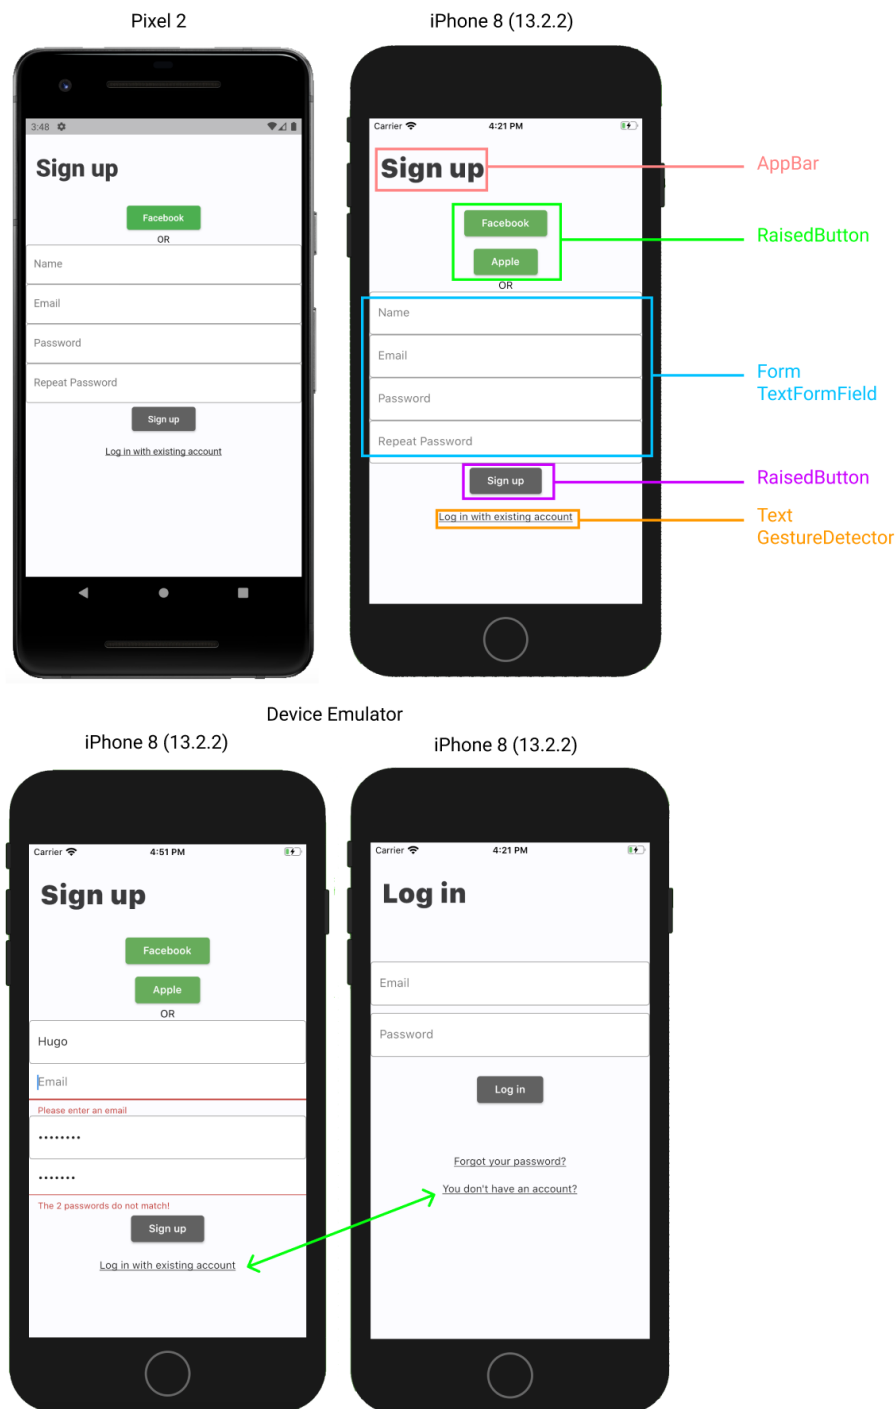 Pixel 2
iPhone 8 (13.2.2)
3:48
Sign up
Facebook
OR
Name
Email
Password
Repeat Password
Sign up
Log in with existing account
Carrier
4:21 PM
Sign up
Facebook
Apple
OR
Name
Email
Password
Repeat Password
Sign up
Log in with existing account
AppBar
RaisedButton
Form
TextFormField
RaisedButton
Text
GestureDetector
Device Emulator
iPhone 8 (13.2.2)
iPhone 8 (13.2.2)
Carrier
4:51 PM
Sign up
Facebook
Apple
OR
Hugo
Email
Please enter an email
••••••••
•••••••
The 2 passwords do not match!
Sign up
Log in with existing account
Carrier
4:21 PM
Log in
Email
Password
Log in
Forgot your password?
You don't have an account?